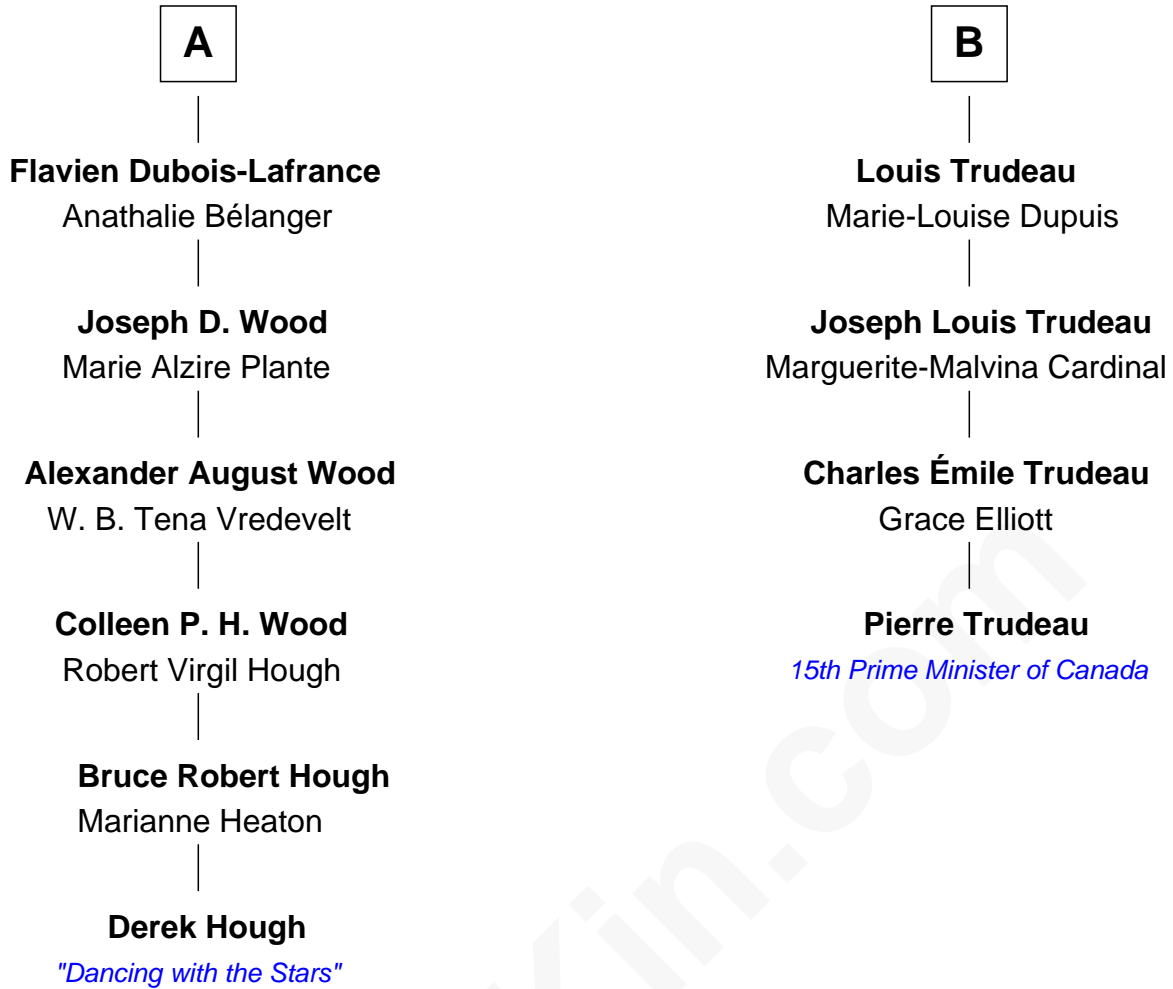 A
Flavien Dubois-Lafrance
Anathalie Bélanger
Joseph D. Wood
Marie Alzire Plante
Alexander August Wood
W. B. Tena Vredevelt
Colleen P. H. Wood
Robert Virgil Hough
Bruce Robert Hough
Marianne Heaton
Derek Hough
"Dancing with the Stars"
B
Louis Trudeau
Marie-Louise Dupuis
Joseph Louis Trudeau
Marguerite-Malvina Cardinal
Charles Émile Trudeau
Grace Elliott
Pierre Trudeau
15th Prime Minister of Canada
Kin.com